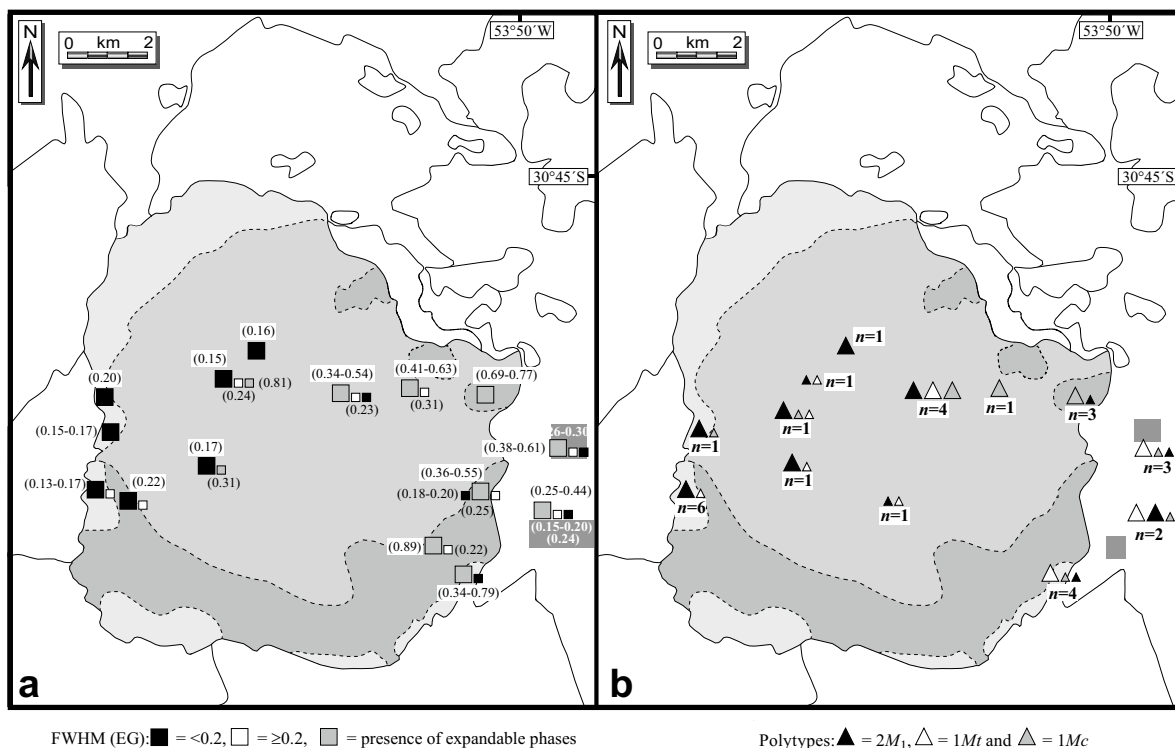 53°50´W
N
0 km 2
30°45´S
(0.16)
(0.15)
(0.81)
(0.24)
(0.20)
(0.34-0.54)
(0.23)
(0.41-0.63)
(0.31)
(0.69-0.77)
(0.15-0.17)
(0.17)
(0.31)
26-0.30
(0.38-0.61)
(0.36-0.55)
(0.13-0.17)
(0.22)
(0.18-0.20)
(0.25)
(0.25-0.44)
(0.15-0.20)
(0.24)
(0.89)
(0.22)
(0.34-0.79)
a
FWHM (EG): = <0.2, = ≥0.2, = presence of expandable phases
53°50´W
N
0 km 2
30°45´S
n=1
n=1
n=4
n=1
n=3
n=1
n=1
n=1
n=3
n=6
n=1
n=2
n=4
b
Polytypes: = 2M1, = 1Mt and = 1Mc